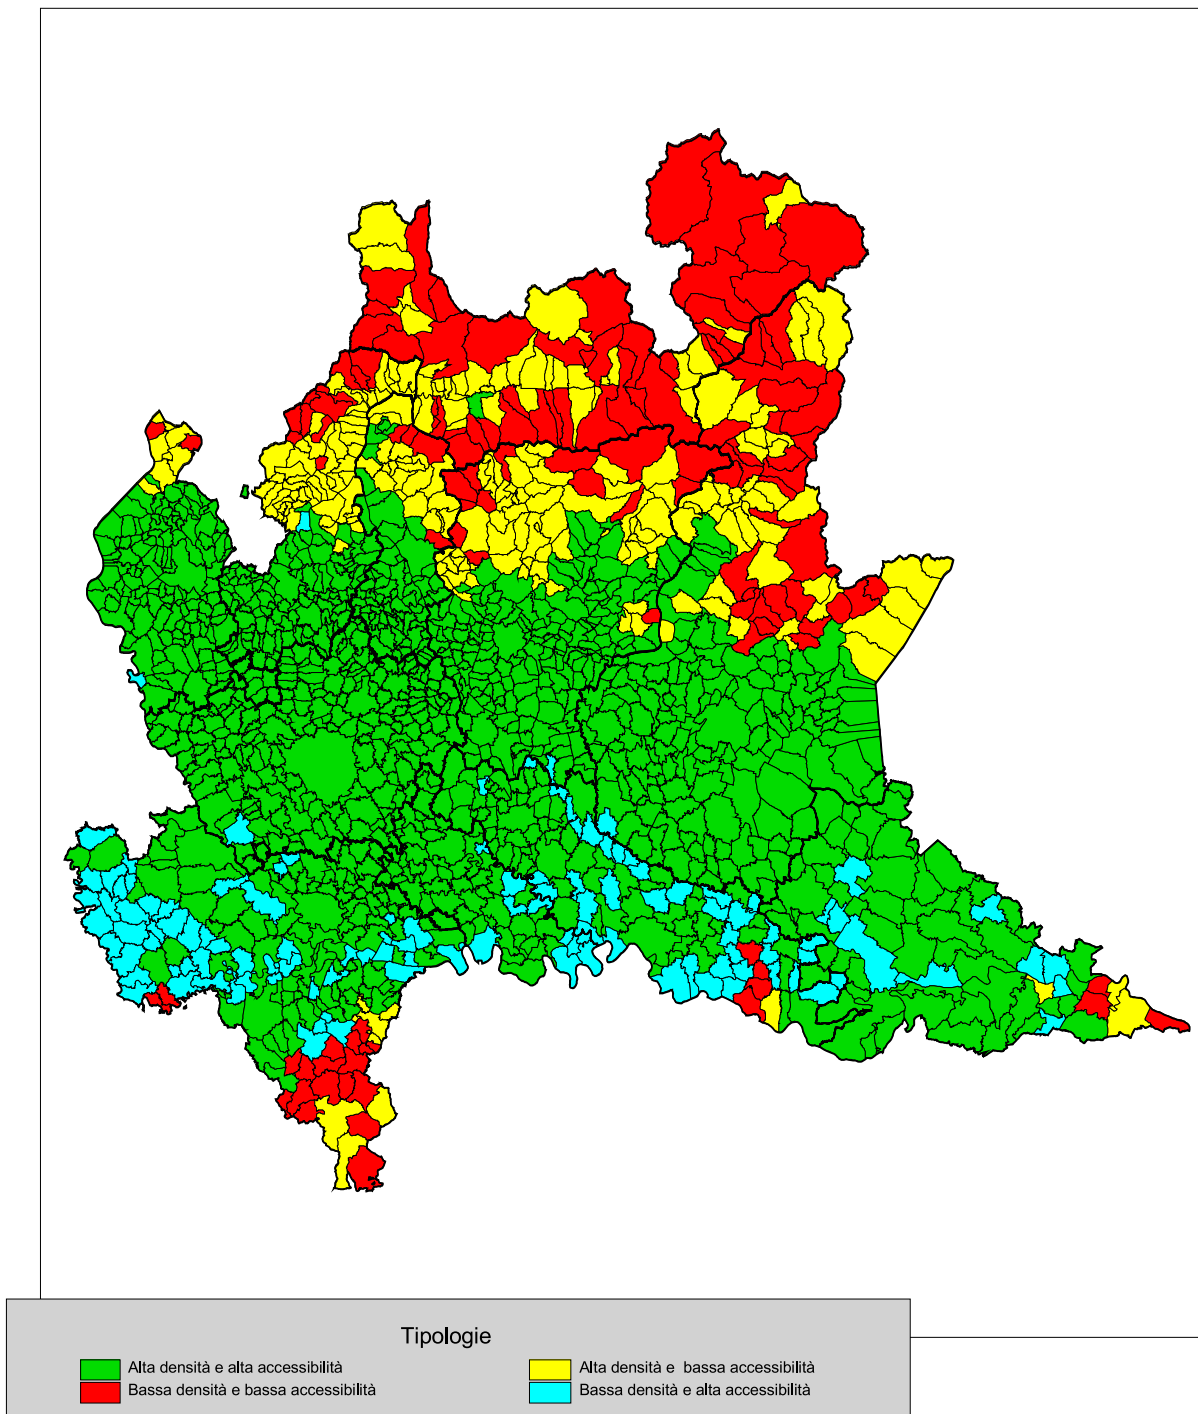 Tipologie
Alta densità e alta accessibilità
Bassa densità e bassa accessibilità
Alta densità e bassa accessibilità
Bassa densità e alta accessibilità